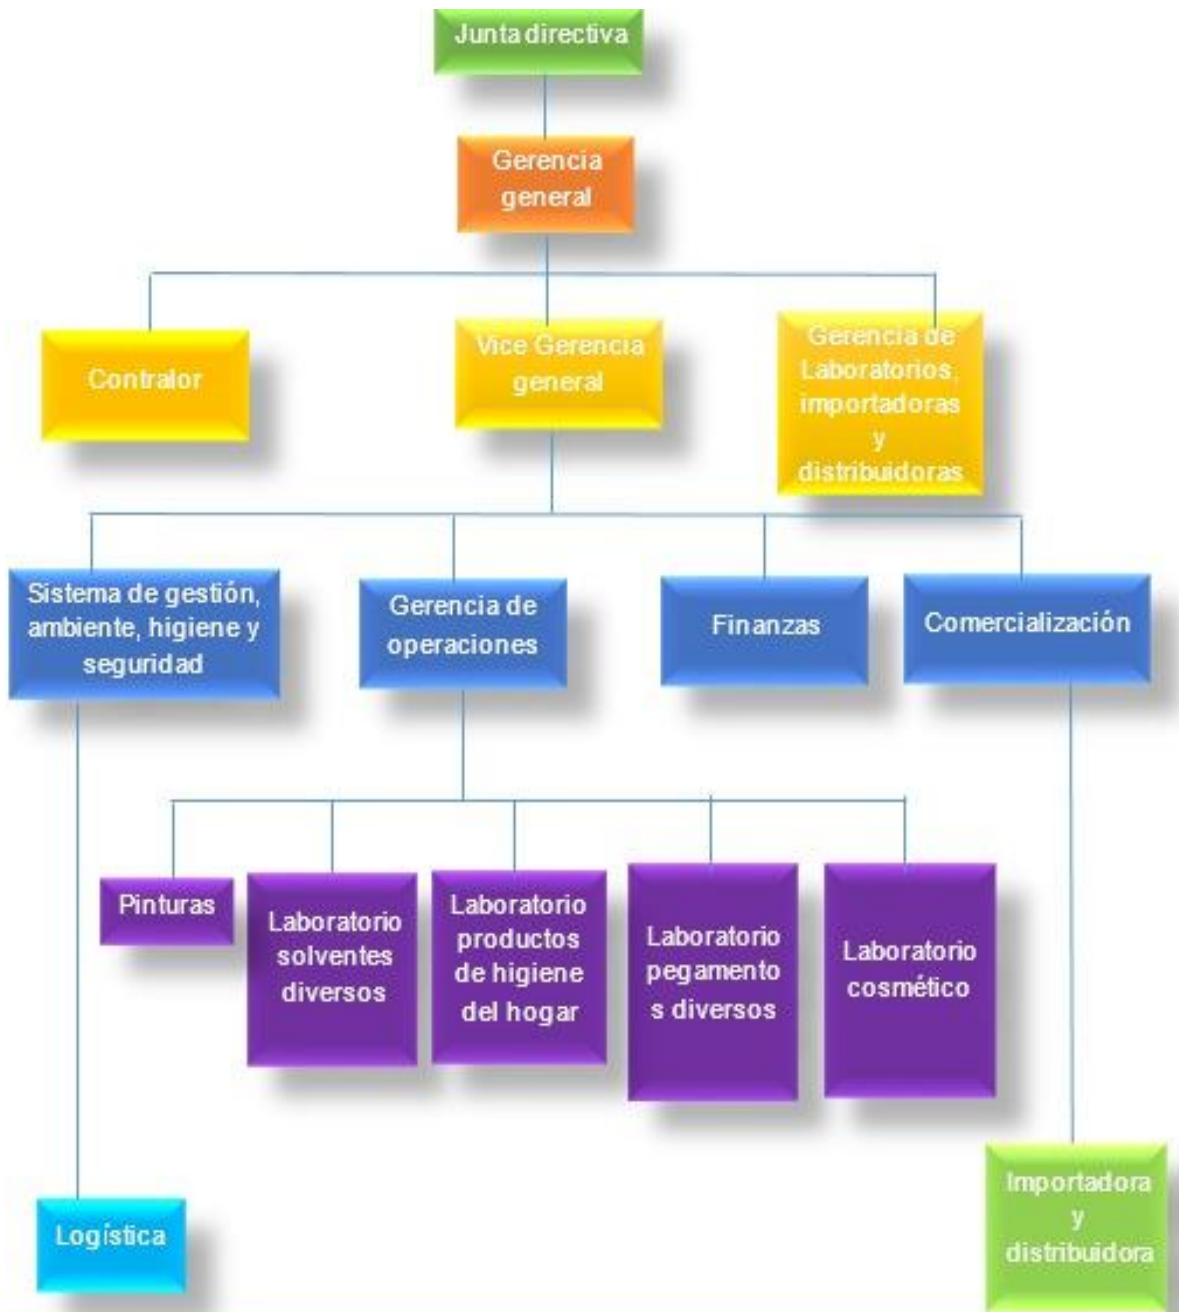 Junta directiva
Gerencia
general
Contralor
Vice Gerencia
general
Gerencia de
Laboratorios,
importadoras
y
distribuidoras
Sistema de gestión,
ambiente, higiene y
seguridad
Gerencia de
operaciones
Finanzas
Comercialización
Pinturas
Laboratorio
solventes
diversos
Laboratorio
productos
de higiene
del hogar
Laboratorio
pegamento
s diversos
Laboratorio
cosmético
Logística
Importadora
y
distribuidora